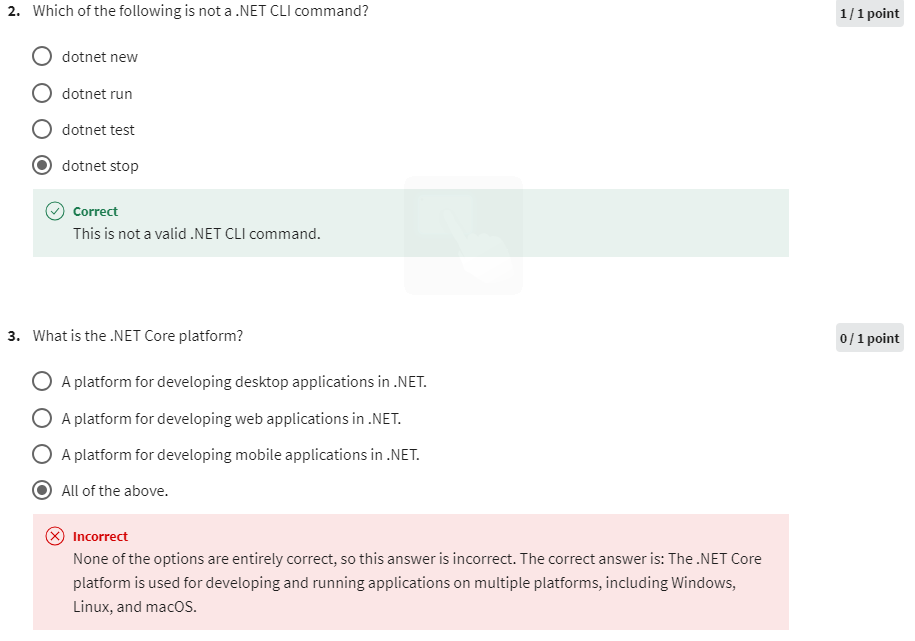 2. Which of the following is not a .NET CLI command?
1 / 1 point
dotnet new
dotnet run
dotnet test
dotnet stop
Correct
This is not a valid .NET CLI command.
3. What is the .NET Core platform?
0 / 1 point
A platform for developing desktop applications in .NET.
A platform for developing web applications in .NET.
A platform for developing mobile applications in .NET.
All of the above.
Incorrect
None of the options are entirely correct, so this answer is incorrect. The correct answer is: The .NET Core
platform is used for developing and running applications on multiple platforms, including Windows,
Linux, and macOS.